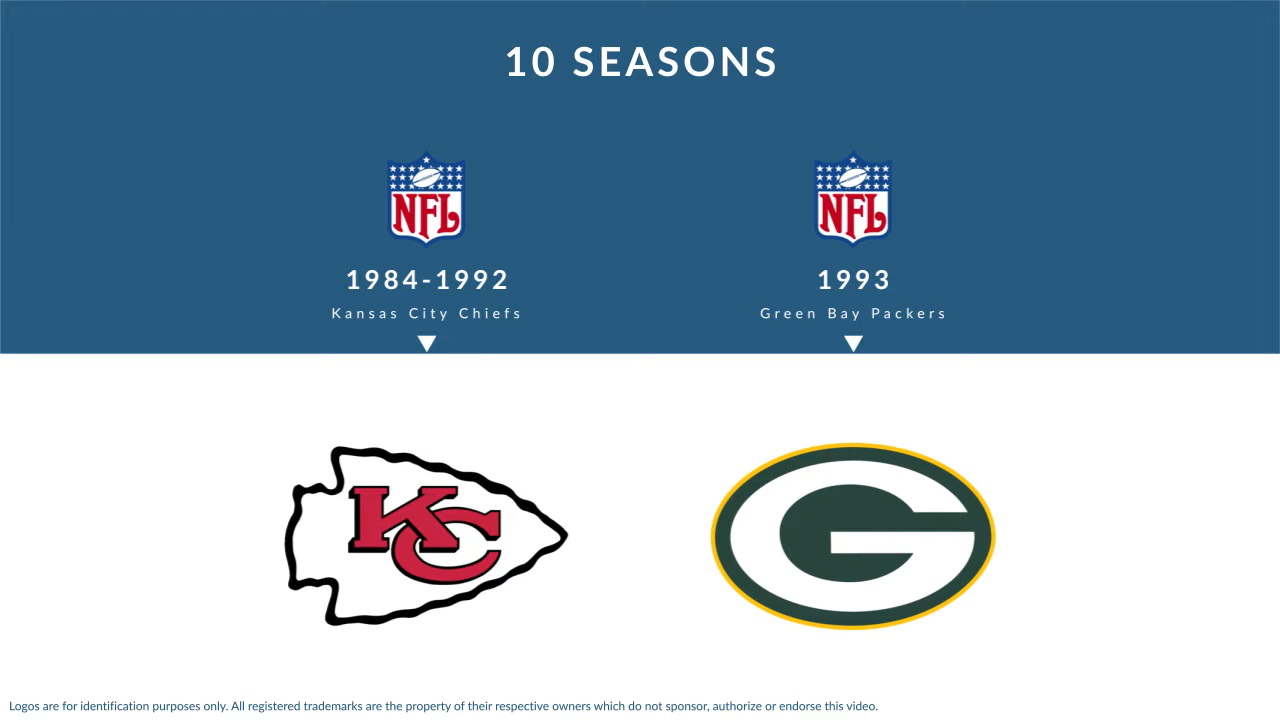 10 SEASONS
NFL NFL
1984-1992 1993
Kansas City Chiefs Green Bay Packers
KC G
Logos are for identification purposes only. All registered trademarks are the property of their respective owners which do not sponsor, authorize or endorse this video.